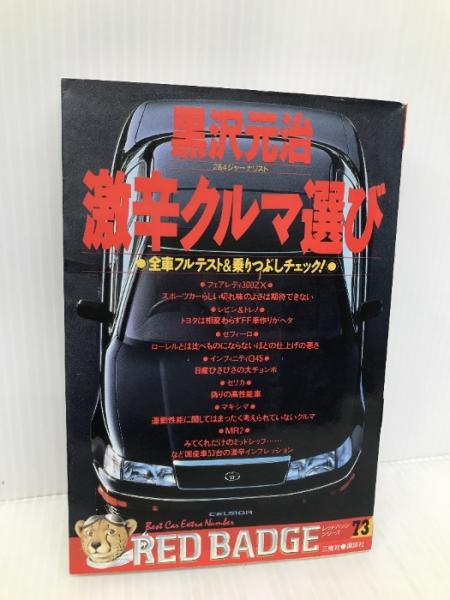 黒沢元治
2&4ジャーナリスト
激辛クルマ選び
●全車フルテスト&乗りつぶしチェック!●
●フェアレディ300ZX●
スポーツカーらしい切れ味のよさは期待できない
●レビン&トレノ●
トヨタは相変わらずFF車作りがヘタ
●セフィーロ●
ローレルとは比べものにならないほどの仕上げの悪さ
●インフィニティQ45●
日産ひさびさの大チョンボ
●セリカ●
偽りの高性能車
●マキシマ●
運動性能に関してはまったく考えられていないクルマ
●MR2●
みてくれだけのミッドシップ……
など国産車53台の激辛インプレッション
CELSIOR
Best Car Extra Number
RED BADGE
レッドバッジ
シリーズ
73
三推社●講談社